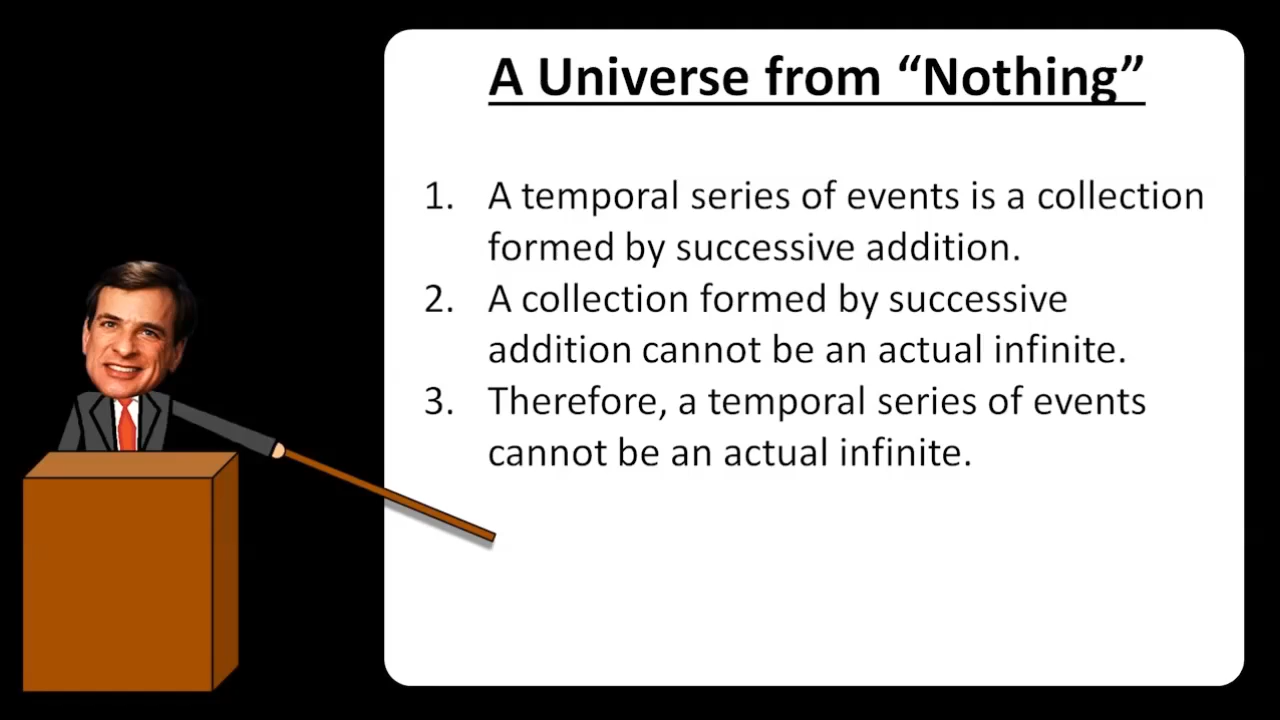 A Universe from “Nothing”
1. A temporal series of events is a collection
formed by successive addition.
2. A collection formed by successive
addition cannot be an actual infinite.
3. Therefore, a temporal series of events
cannot be an actual infinite.